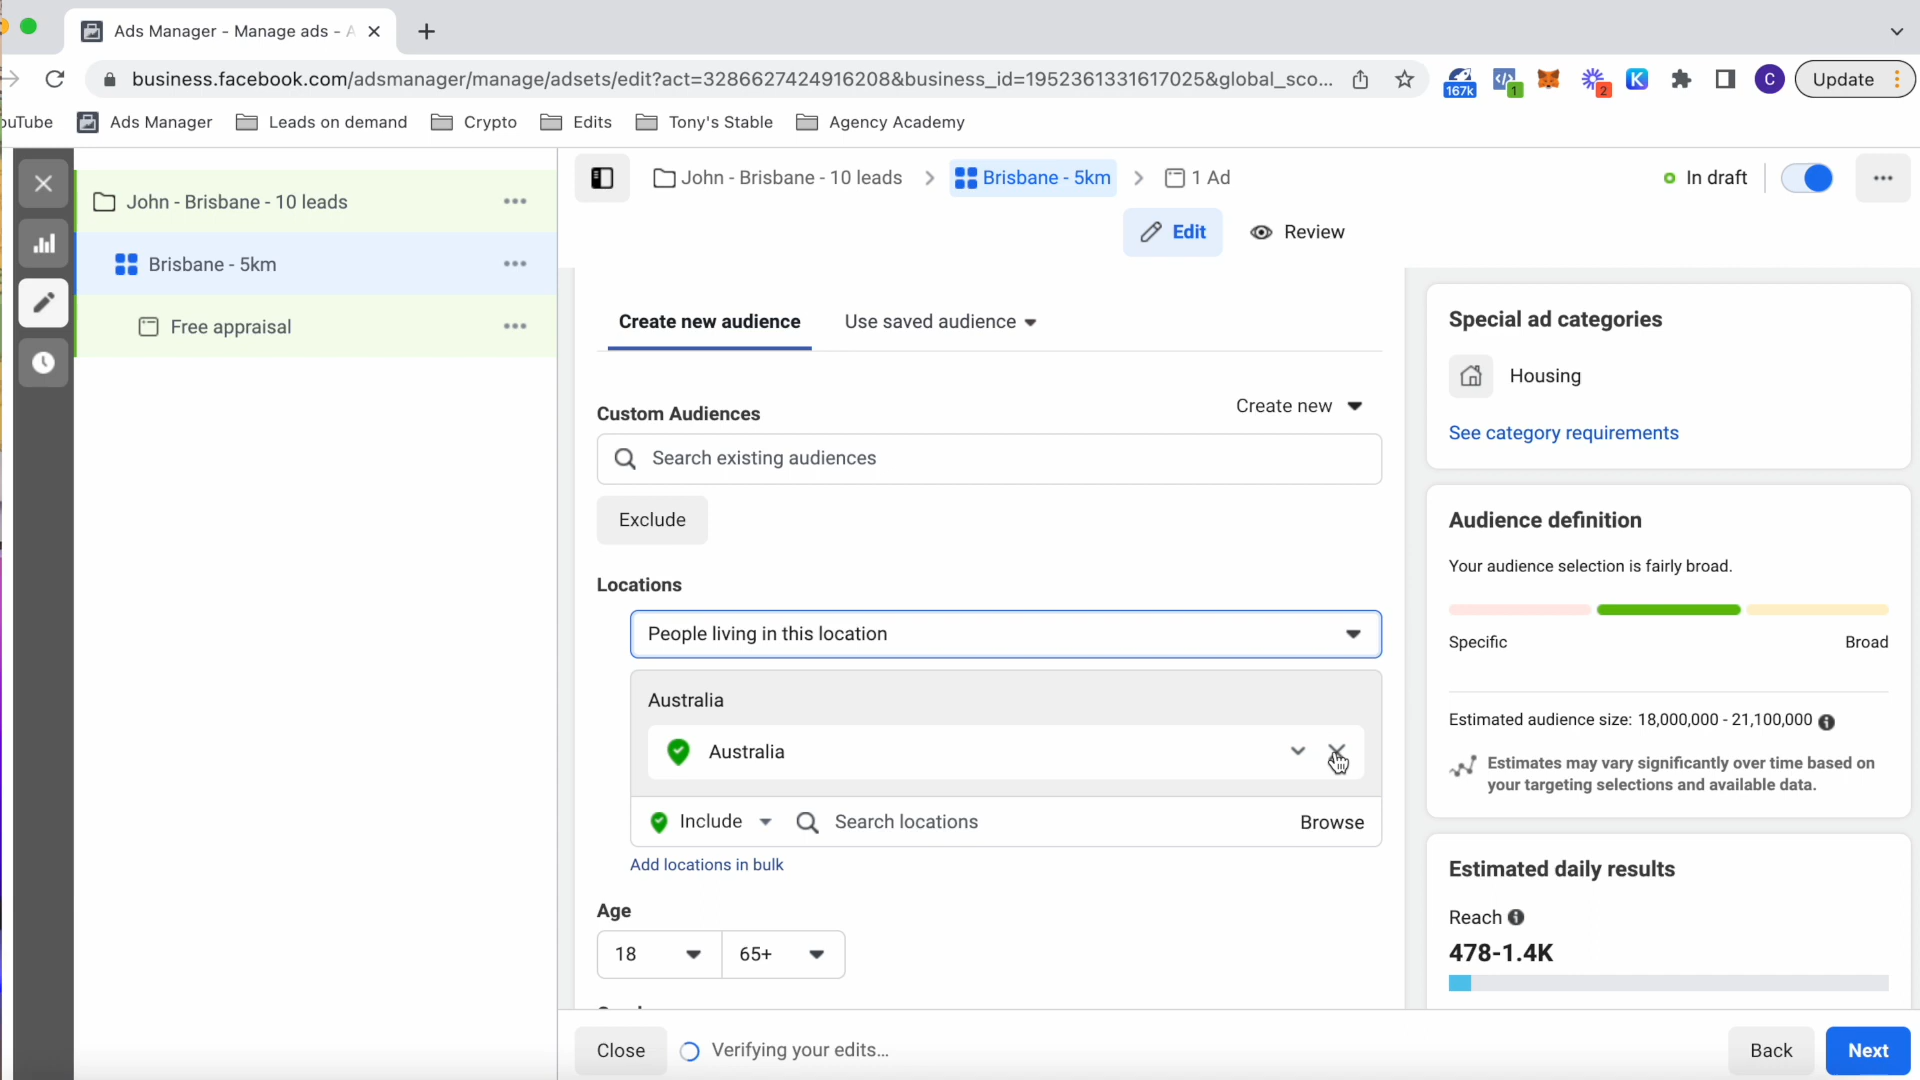 Ads Manager - Manage ads - A
business.facebook.com/adsmanager/manage/adsets/edit?act=3286627424916208&business_id=1952361331617025&global_sco...
167k
1
2
K
C
Update
ouTube
Ads Manager
Leads on demand
Crypto
Edits
Tony's Stable
Agency Academy
John - Brisbane - 10 leads
Brisbane - 5km
Free appraisal
John - Brisbane - 10 leads
Brisbane - 5km
1 Ad
In draft
Edit
Review
Create new audience
Use saved audience
Custom Audiences
Create new
Search existing audiences
Exclude
Locations
People living in this location
Australia
Australia
Include
Search locations
Browse
Add locations in bulk
Age
18
65+
Close
Verifying your edits...
Special ad categories
Housing
See category requirements
Audience definition
Your audience selection is fairly broad.
Specific
Broad
Estimated audience size: 18,000,000 - 21,100,000
Estimates may vary significantly over time based on
your targeting selections and available data.
Estimated daily results
Reach
478-1.4K
Back
Next